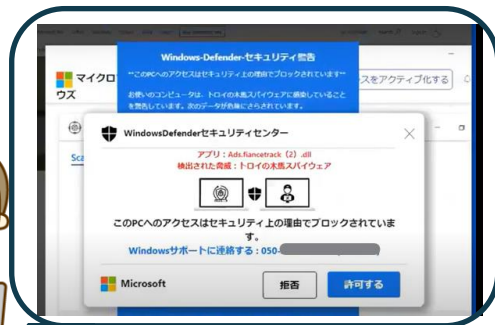 Windows-Defender-セキュリティ警告
**このPCへのアクセスはセキュリティ上の理由でブロックされています**
お使いのコンピュータは、トロイの木馬スパイウェアに感染していること
を警告しています。次のデータが危険にさらされています。
マイクロ
ウズ
スをアクティブ化する
Sca
WindowsDefenderセキュリティセンター
アプリ：Ads.fiancetrack（2）.dll
検出された脅威：トロイの木馬スパイウェア
このPCへのアクセスはセキュリティ上の理由でブロックされていま
す。
Windowsサポートに連絡する：050-
Microsoft
拒否
許可する